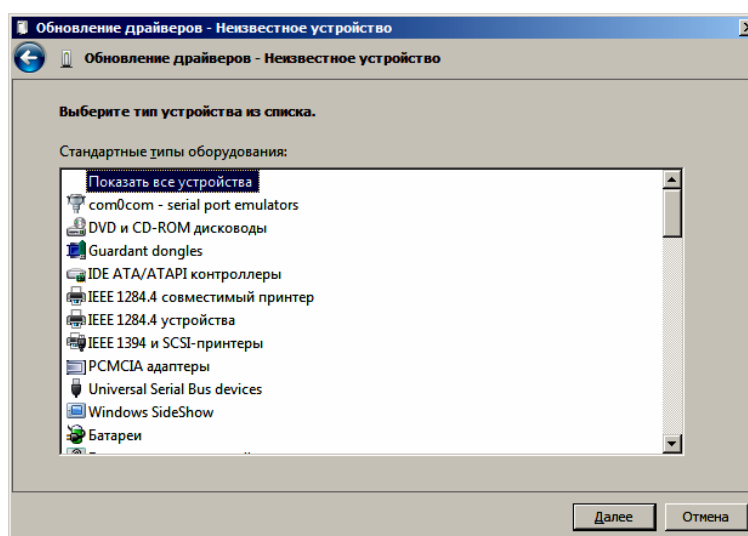 Обновление драйверов - Неизвестное устройство
Обновление драйверов - Неизвестное устройство
Выберите тип устройства из списка.
Стандартные типы оборудования:
Показать все устройства
com0com - serial port emulators
DVD и CD-ROM дисководы
Guardant dongles
IDE ATA/ATAPI контроллеры
IEEE 1284.4 совместимый принтер
IEEE 1284.4 устройства
IEEE 1394 и SCSI-принтеры
PCMCIA адаптеры
Universal Serial Bus devices
Windows SideShow
Батареи
Далее Отмена